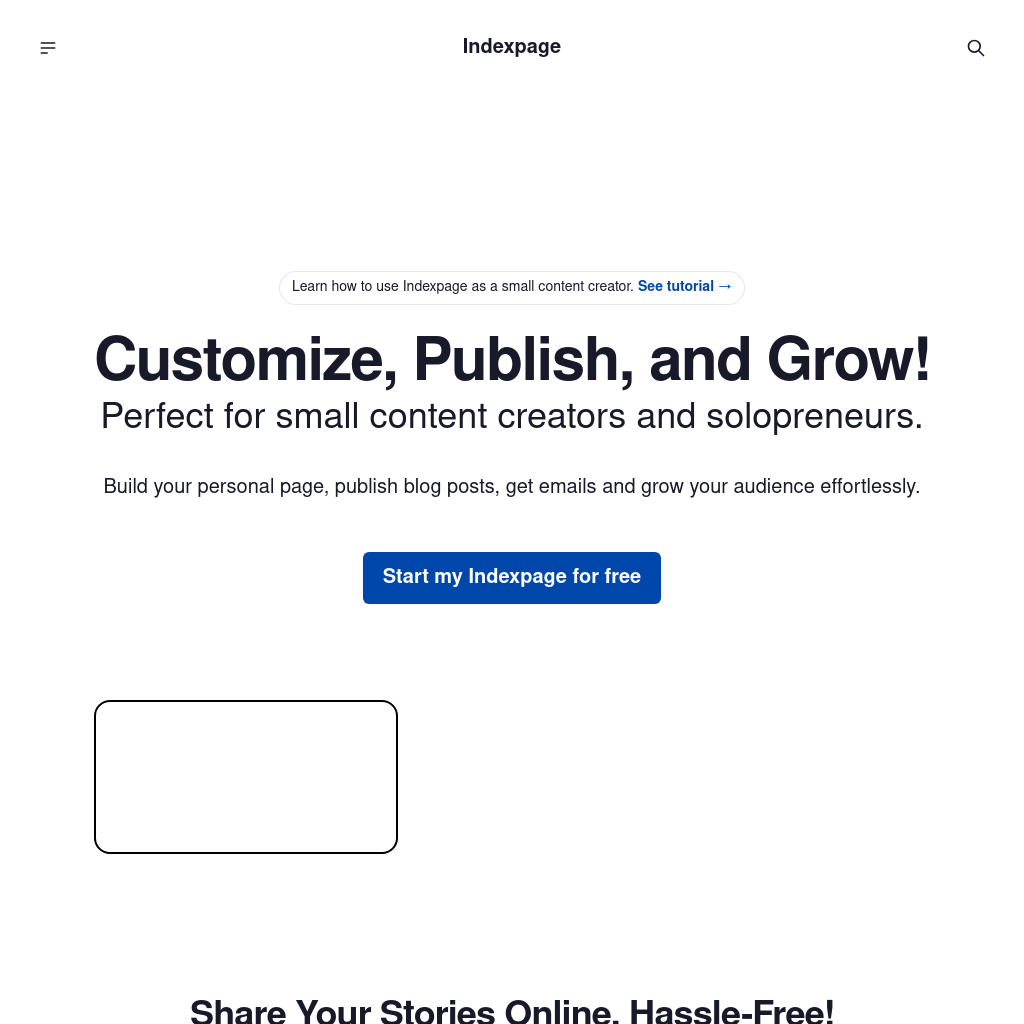 Indexpage
Learn how to use Indexpage as a small content creator. See tutorial →
Customize, Publish, and Grow!
Perfect for small content creators and solopreneurs.
Build your personal page, publish blog posts, get emails and grow your audience effortlessly.
Start my Indexpage for free
Share Your Stories Online, Hassle-Free!